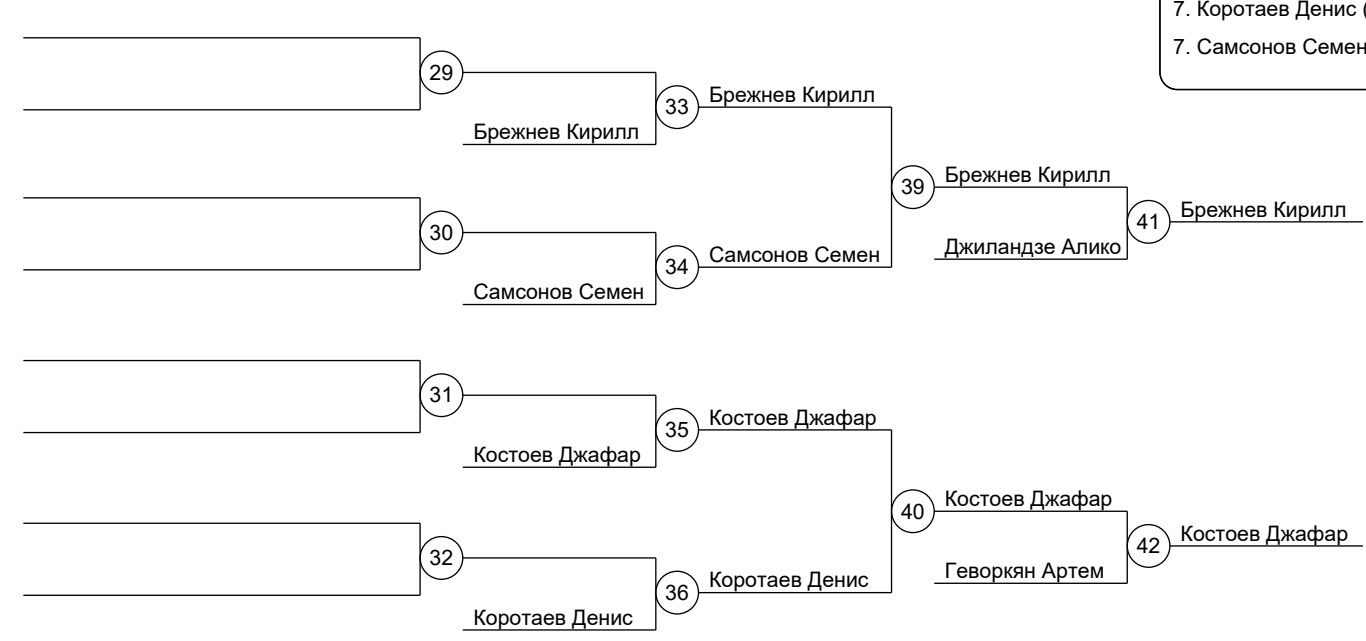 7. Коротаев Денис (
7. Самсонов Семен
29
33
Брежнев Кирилл
Брежнев Кирилл
39
Брежнев Кирилл
41
Брежнев Кирилл
Джиландзе Алико
30
34
Самсонов Семен
Самсонов Семен
31
35
Костоев Джафар
Костоев Джафар
40
Костоев Джафар
42
Костоев Джафар
Геворкян Артем
32
36
Коротаев Денис
Коротаев Денис